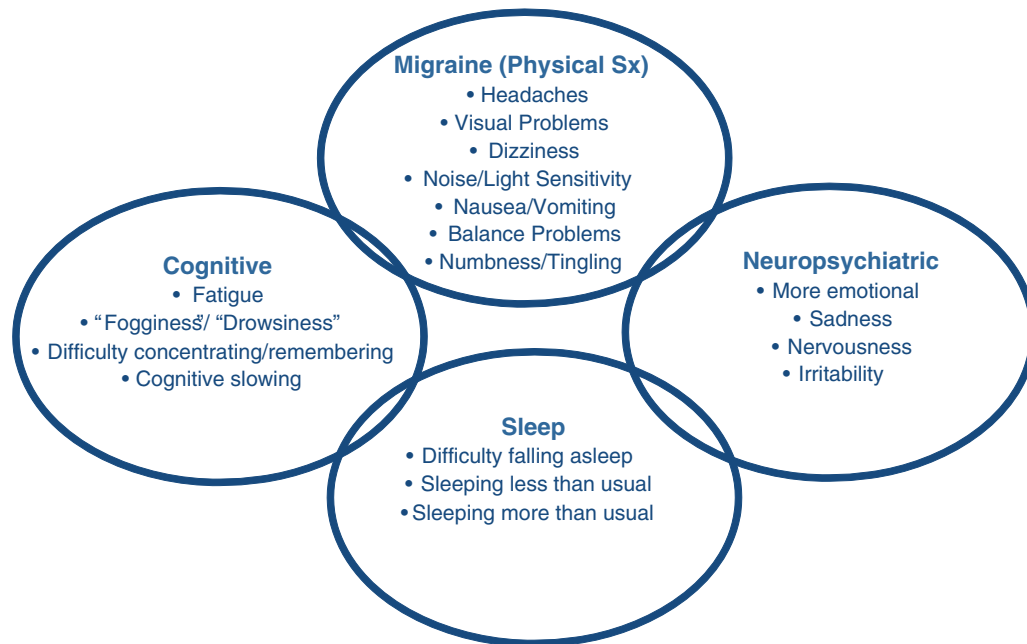 Migraine (Physical Sx)
• Headaches
• Visual Problems
• Dizziness
• Noise/Light Sensitivity
• Nausea/Vomiting
• Balance Problems
• Numbness/Tingling
Cognitive
• Fatigue
• “Fogginess”/ “Drowsiness”
• Difficulty concentrating/remembering
• Cognitive slowing
Neuropsychiatric
• More emotional
• Sadness
• Nervousness
• Irritability
Sleep
• Difficulty falling asleep
• Sleeping less than usual
• Sleeping more than usual